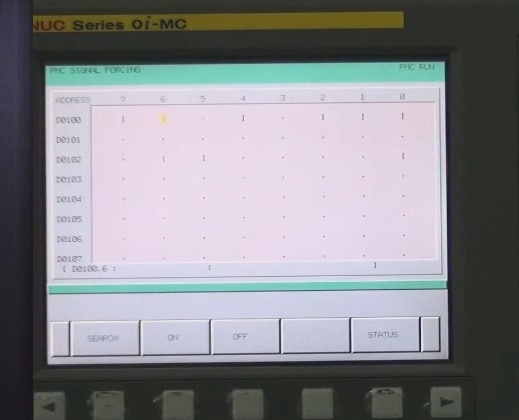 NUC Series 0i-MC
PMC SIGNAL FORCING PMC RUN
ADDRESS 7 6 5 4 3 2 1 0
D0100 | | . | . | | |
D0101 . . . . . . . .
D0102 . | | . . . . |
D0103 . . . . . . . .
D0104 . . . . . . . .
D0105 . . . . . . . .
D0106 . . . . . . . .
D0107 . . . . . . . .
[ D0100.6 : : ]
SEARCH ON OFF STATUS